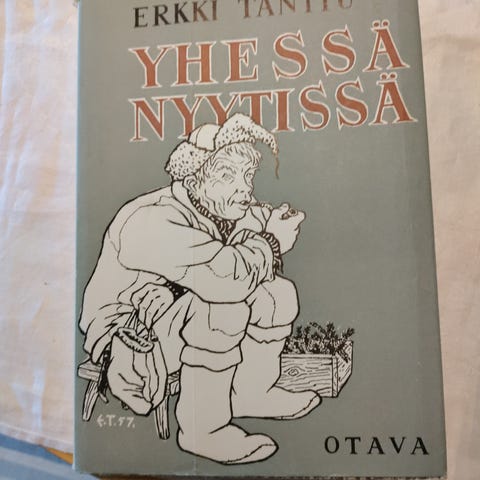 ERKKI TANTTU
YHESSÄ
NYYTISSÄ
E.T. 57.
OTAVA